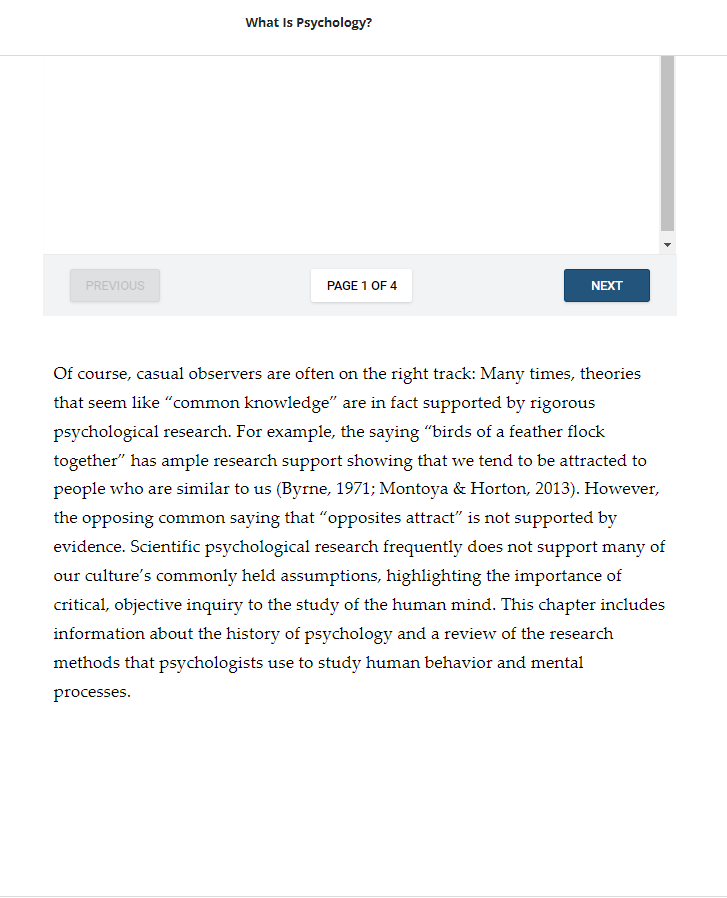 What Is Psychology?
PREVIOUS
PAGE 1 OF 4
NEXT
Of course, casual observers are often on the right track: Many times, theories
that seem like “common knowledge” are in fact supported by rigorous
psychological research. For example, the saying “birds of a feather flock
together” has ample research support showing that we tend to be attracted to
people who are similar to us (Byrne, 1971; Montoya & Horton, 2013). However,
the opposing common saying that “opposites attract” is not supported by
evidence. Scientific psychological research frequently does not support many of
our culture’s commonly held assumptions, highlighting the importance of
critical, objective inquiry to the study of the human mind. This chapter includes
information about the history of psychology and a review of the research
methods that psychologists use to study human behavior and mental
processes.